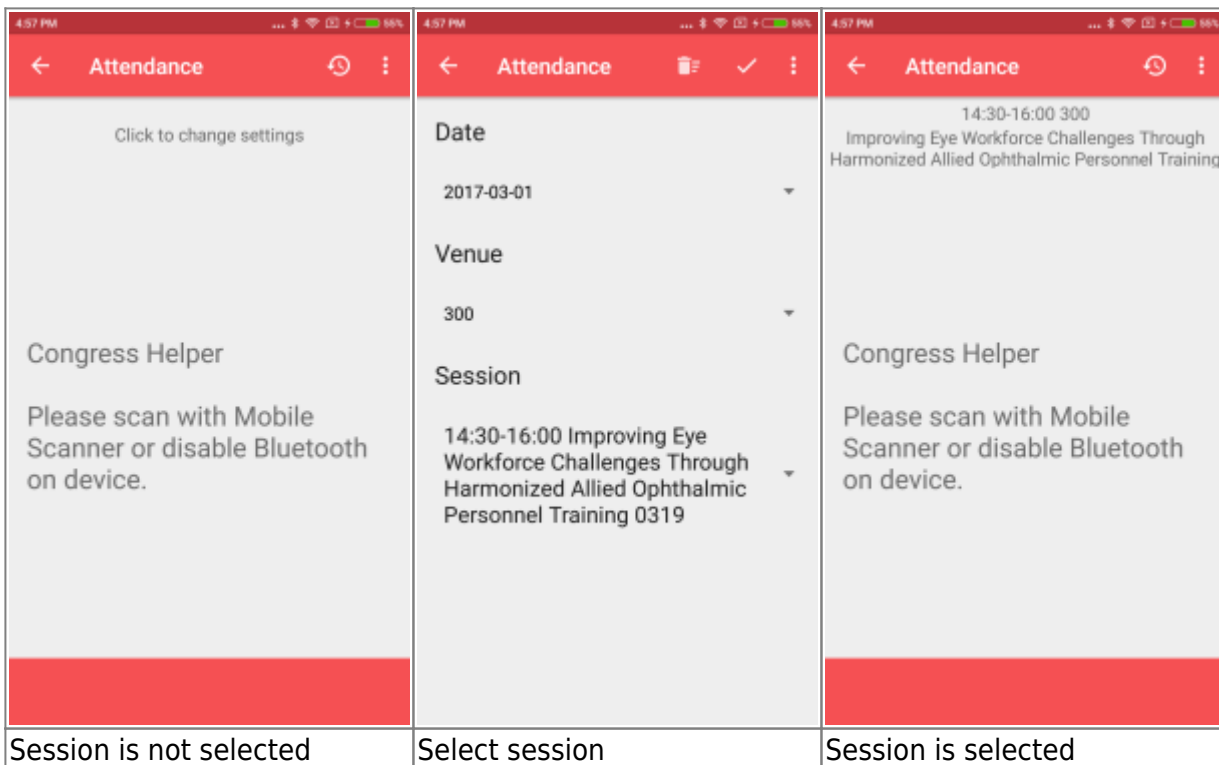 4:57 PM ... 55%
Attendance
Click to change settings
Congress Helper
Please scan with Mobile
Scanner or disable Bluetooth
on device.
Session is not selected
4:57 PM ... 55%
Attendance
Date
2017-03-01
Venue
300
Session
14:30-16:00 Improving Eye
Workforce Challenges Through
Harmonized Allied Ophthalmic
Personnel Training 0319
Select session
4:57 PM ... 55%
Attendance
14:30-16:00 300
Improving Eye Workforce Challenges Through
Harmonized Allied Ophthalmic Personnel Training
Congress Helper
Please scan with Mobile
Scanner or disable Bluetooth
on device.
Session is selected